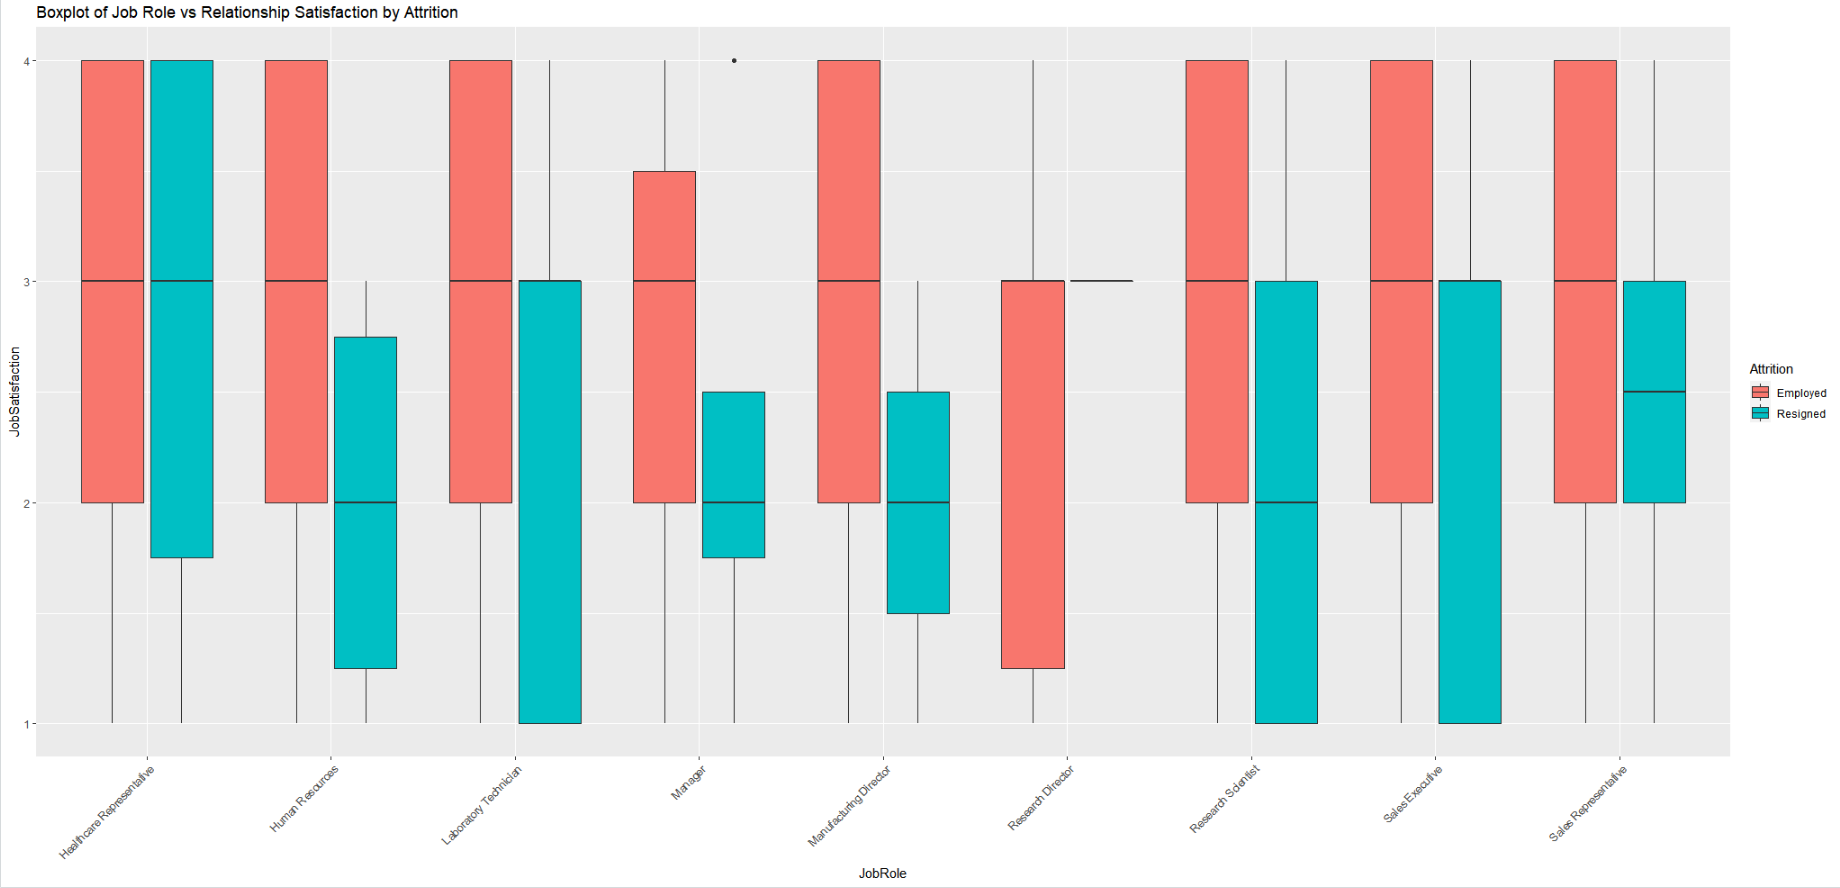 Boxplot of Job Role vs Relationship Satisfaction by Attrition
4
3
2
1
JobSatisfaction
Healthcare Representative
Human Resources
Laboratory Technician
Manager
Manufacturing Director
Research Director
Research Scientist
Sales Executive
Sales Representative
JobRole
Attrition
Employed
Resigned